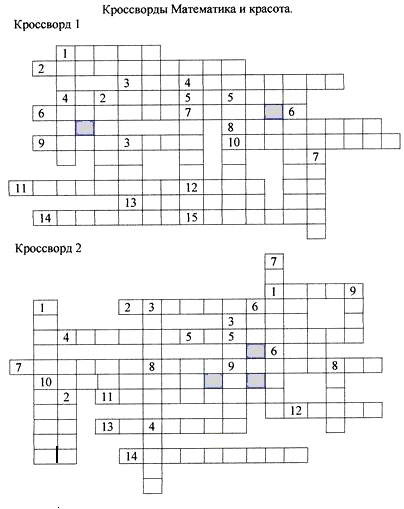 Кроссворды Математика и красота.
Кроссворд 1
1
2
3 4
4 2 5 5
6 7 6
8
9 3 10
7
11 12
13
14 15
Кроссворд 2
7
1 9
1 2 3 6
3
4 5 5
6
7 8 9 8
10
2 11
12
13 4
14